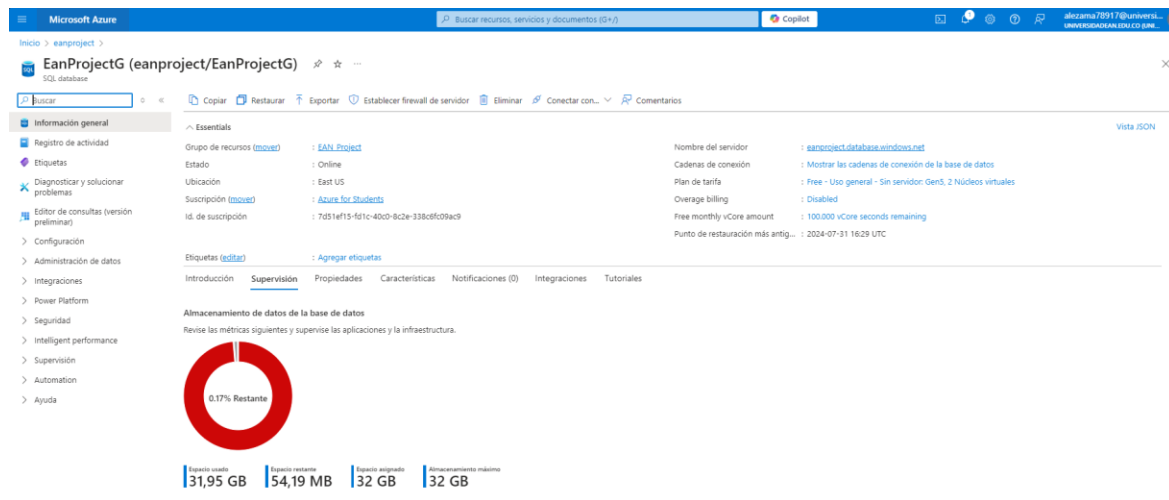 Microsoft Azure
Buscar recursos, servicios y documentos (G+/)
Copilot
alezama78917@universi...
UNIVERSIDADEAN.EDU.CO (UNI...
Inicio > eanproject >
EanProjectG (eanproject/EanProjectG)
SQL database
Buscar
Copiar Restaurar Exportar Establecer firewall de servidor Eliminar Conectar con... Comentarios
Información general
Registro de actividad
Etiquetas
Diagnosticar y solucionar problemas
Editor de consultas (versión preliminar)
Configuración
Administración de datos
Integraciones
Power Platform
Seguridad
Intelligent performance
Supervisión
Automation
Ayuda
Essentials
Vista JSON
Grupo de recursos (mover) : EAN_Project
Estado : Online
Ubicación : East US
Suscripción (mover) : Azure for Students
Id. de suscripción : 7d51ef15-fd1c-40c0-8c2e-338c6fc09ac9
Nombre del servidor : eanproject.database.windows.net
Cadenas de conexión : Mostrar las cadenas de conexión de la base de datos
Plan de tarifa : Free - Uso general - Sin servidor: Gen5, 2 Núcleos virtuales
Overage billing : Disabled
Free monthly vCore amount : 100.000 vCore seconds remaining
Punto de restauración más antig... : 2024-07-31 16:29 UTC
Etiquetas (editar) : Agregar etiquetas
Introducción Supervisión Propiedades Características Notificaciones (0) Integraciones Tutoriales
Almacenamiento de datos de la base de datos
Revise las métricas siguientes y supervise las aplicaciones y la infraestructura.
0.17% Restante
Espacio usado
31,95 GB
Espacio restante
54,19 MB
Espacio asignado
32 GB
Almacenamiento máximo
32 GB